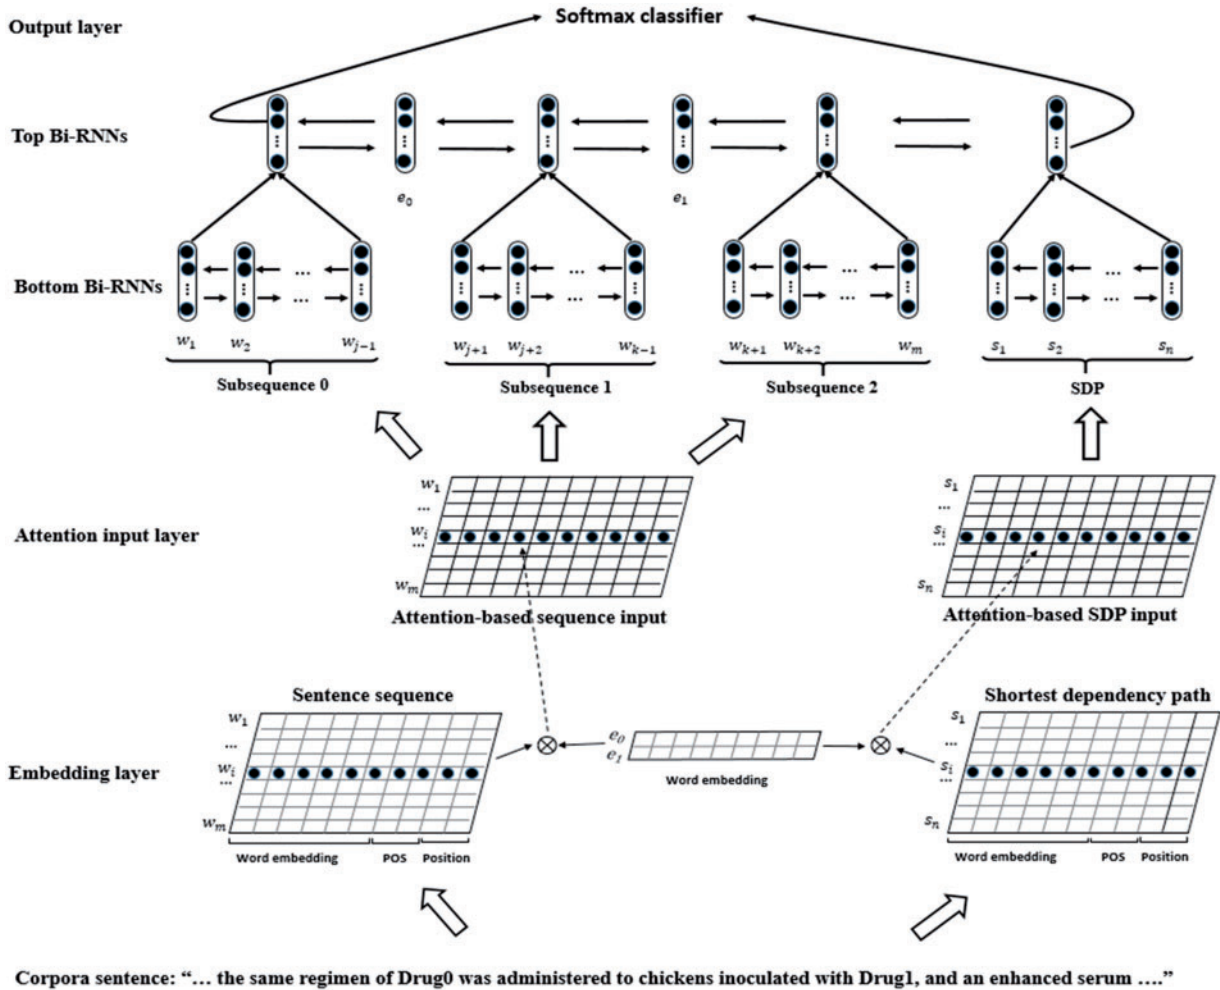 Output layer
Softmax classifier
Top Bi-RNNs
e₀ e₁
Bottom Bi-RNNs
w₁ w₂ ... wⱼ₋₁ wⱼ₊₁ wⱼ₊₂ ... wₖ₋₁ wₖ₊₁ wₖ₊₂ ... wₘ s₁ s₂ ... sₙ
Subsequence 0 Subsequence 1 Subsequence 2 SDP
Attention input layer
w₁
...
wᵢ
...
wₘ
Attention-based sequence input
s₁
...
sᵢ
...
sₙ
Attention-based SDP input
Embedding layer
Sentence sequence
w₁
...
wᵢ
...
wₘ
Word embedding POS Position
e₀
e₁
Word embedding
Shortest dependency path
s₁
...
sᵢ
...
sₙ
Word embedding POS Position
Corpora sentence: “… the same regimen of Drug0 was administered to chickens inoculated with Drug1, and an enhanced serum ….”